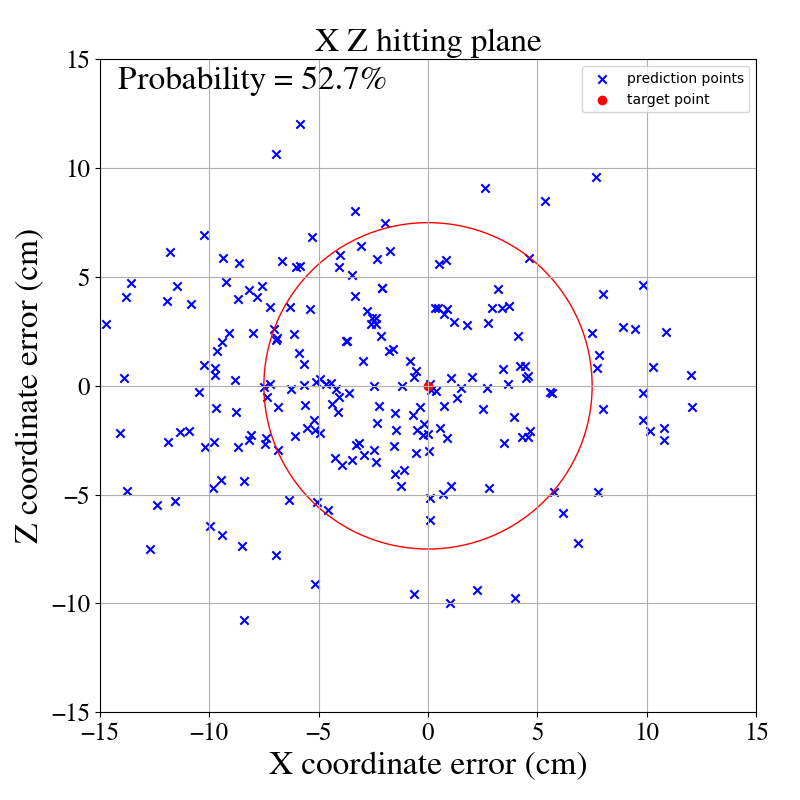 X Z hitting plane
Probability = 52.7%
prediction points
target point
15
10
5
0
−5
−10
−15
Z coordinate error (cm)
−15 −10 −5 0 5 10 15
X coordinate error (cm)